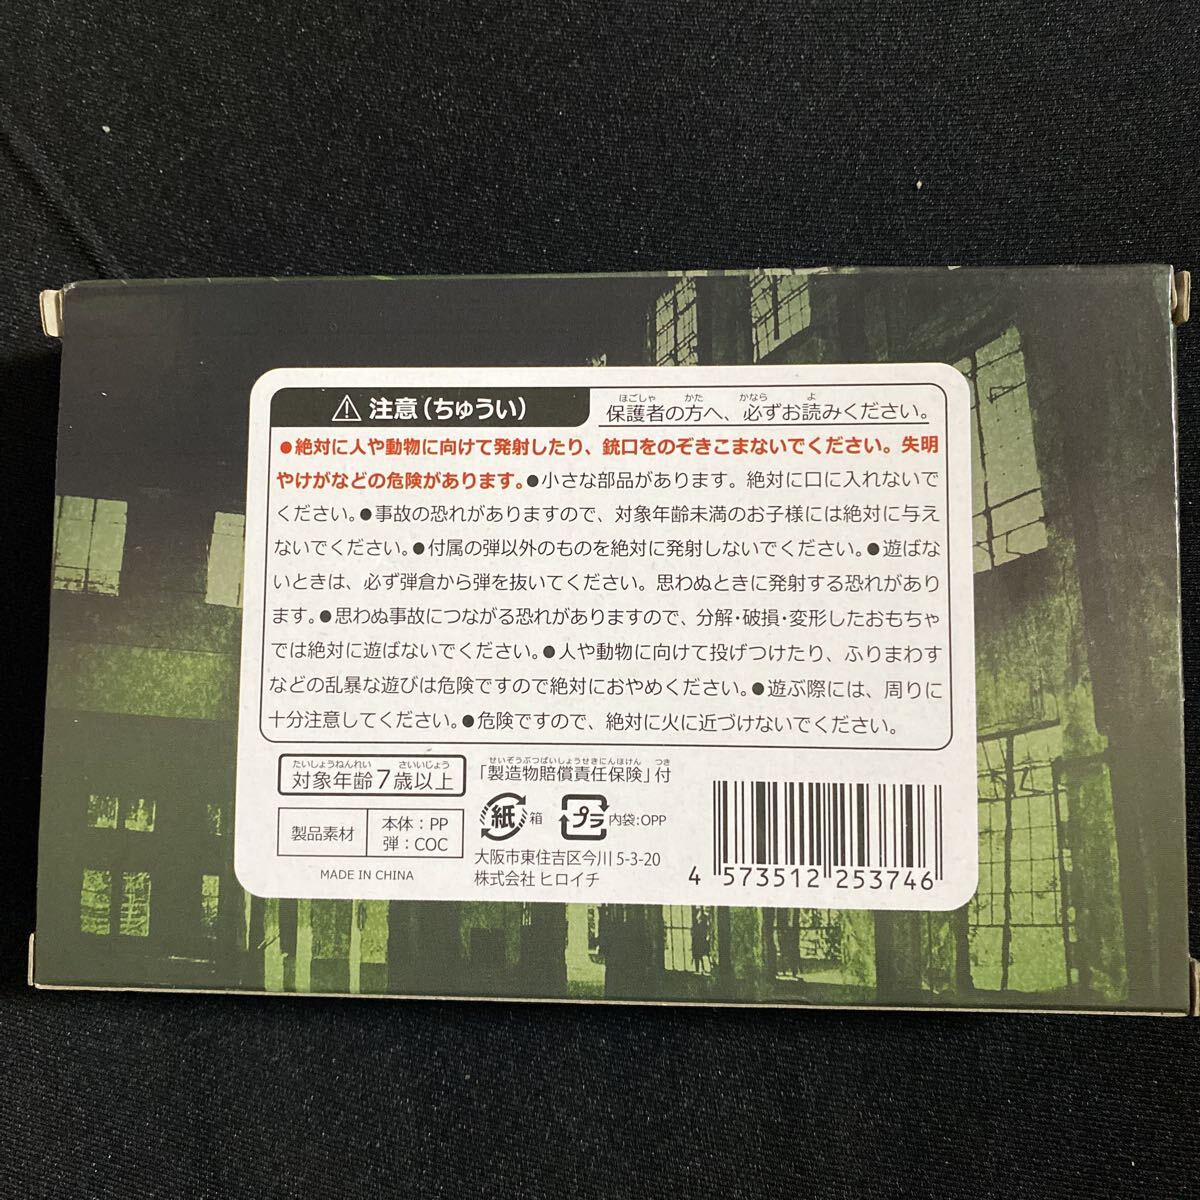 ⚠ 注意(ちゅうい)
保護者の方へ、必ずお読みください。
ほごしゃ かた かなら よ
●絶対に人や動物に向けて発射したり、銃口をのぞきこまないでください。失明
やけがなどの危険があります。●小さな部品があります。絶対に口に入れないで
ください。●事故の恐れがありますので、対象年齢未満のお子様には絶対に与え
ないでください。●付属の弾以外のものを絶対に発射しないでください。●遊ばな
いときは、必ず弾倉から弾を抜いてください。思わぬときに発射する恐れがあり
ます。●思わぬ事故につながる恐れがありますので、分解・破損・変形したおもちゃ
では絶対に遊ばないでください。●人や動物に向けて投げつけたり、ふりまわす
などの乱暴な遊びは危険ですので絶対におやめください。●遊ぶ際には、周りに
十分注意してください。●危険ですので、絶対に火に近づけないでください。
たいしょうねんれい さいいじょう
対象年齢7歳以上
せいぞうぶつばいしょうせきにんほけん つき
「製造物賠償責任保険」付
製品素材
本体：PP
弾：COC
MADE IN CHINA
紙 箱
プラ 内袋:OPP
大阪市東住吉区今川 5-3-20
株式会社 ヒロイチ
4 573512 253746